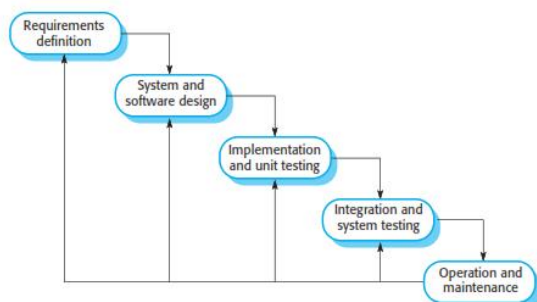 Requirements
definition
System and
software design
Implementation
and unit testing
Integration and
system testing
Operation and
maintenance